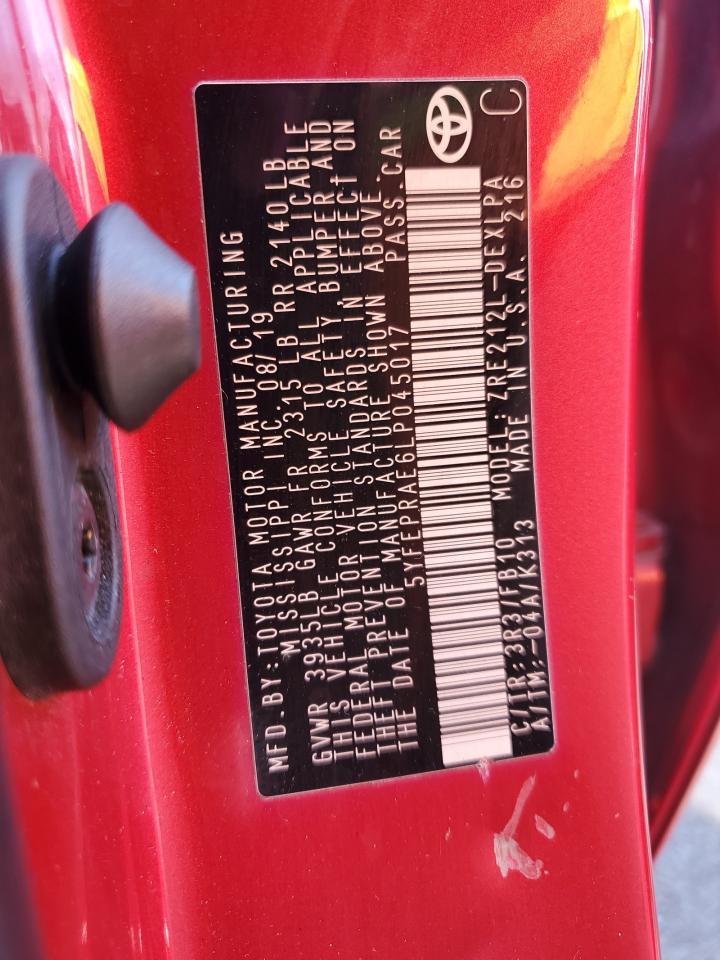 MFD.BY:TOYOTA MOTOR MANUFACTURING
MISSISSIPPI INC. 08/19
GVWR 3935LB GAWR FR 2315 LB RR 2140LB
THIS VEHICLE CONFORMS TO ALL APPLICABLE
FEDERAL MOTOR VEHICLE SAFETY, BUMPER AND
THEFT PREVENTION STANDARDS IN EFFECT ON
THE DATE OF MANUFACTURE SHOWN ABOVE.
5YFEPRAE6LP045017 PASS.CAR
C/TR:3R3/FB10 MODEL:ZRE212L-DEXLPA
A/TM:-04A/K313 MADE IN U.S.A. 216
C